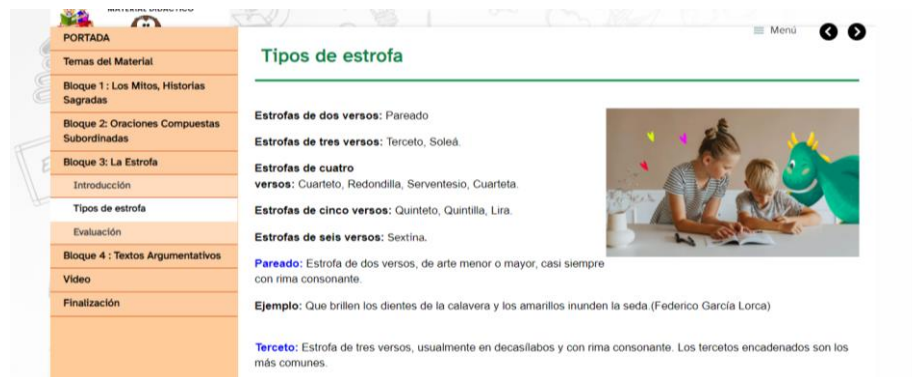 MATERIAL DIDÁCTICO
PORTADA
Temas del Material
Bloque 1 : Los Mitos, Historias
Sagradas
Bloque 2: Oraciones Compuestas
Subordinadas
Bloque 3: La Estrofa
Introducción
Tipos de estrofa
Evaluación
Bloque 4 : Textos Argumentativos
Video
Finalización
Menú
Tipos de estrofa
Estrofas de dos versos: Pareado
Estrofas de tres versos: Terceto, Soleá.
Estrofas de cuatro
versos: Cuarteto, Redondilla, Serventesio, Cuarteta.
Estrofas de cinco versos: Quinteto, Quintilla, Lira.
Estrofas de seis versos: Sextina.
Pareado: Estrofa de dos versos, de arte menor o mayor, casi siempre
con rima consonante.
Ejemplo: Que brillen los dientes de la calavera y los amarillos inunden la seda.(Federico García Lorca)
Terceto: Estrofa de tres versos, usualmente en decasílabos y con rima consonante. Los tercetos encadenados son los
más comunes.